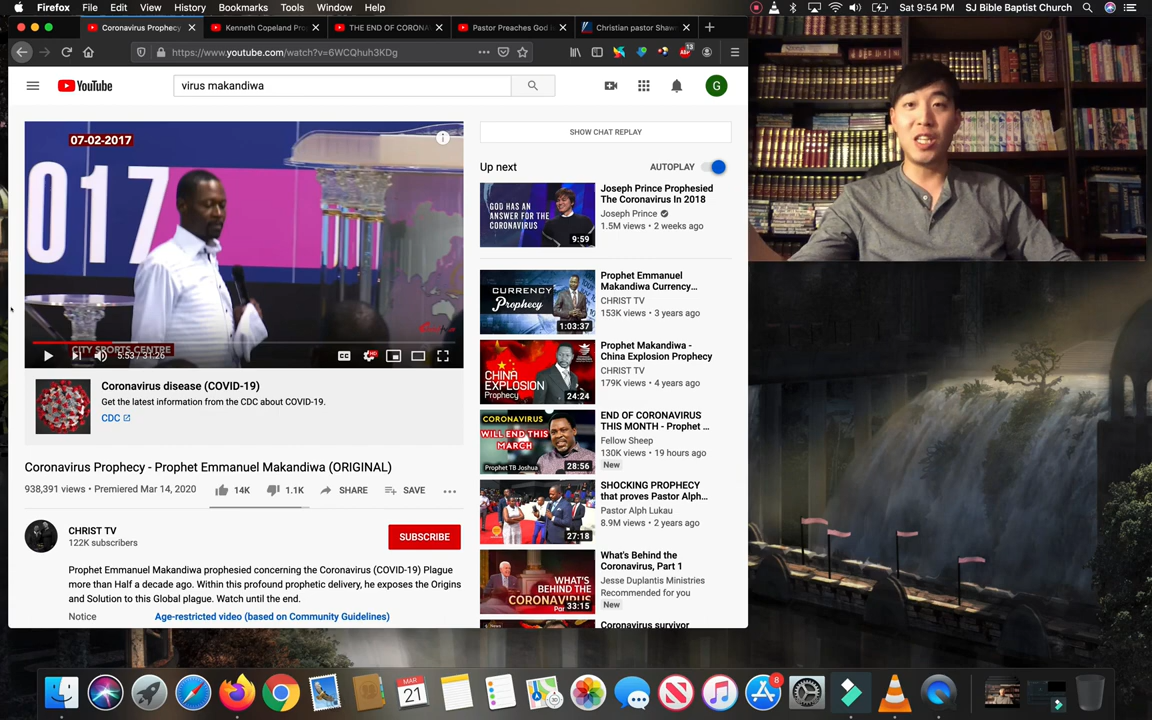 Firefox File Edit View History Bookmarks Tools Window Help
Sat 9:54 PM SJ Bible Baptist Church
Coronavirus Prophecy
Kenneth Copeland Pro
THE END OF CORONA
Pastor Preaches God i
Christian pastor Shaw
https://www.youtube.com/watch?v=6WCQhuh3KDg
13
ABP
YouTube
virus makandiwa
G
07-02-2017
017
CITY SPORTS CENTRE
5:53 / 31:26
CC
HD
Coronavirus disease (COVID-19)
Get the latest information from the CDC about COVID-19.
CDC
Coronavirus Prophecy - Prophet Emmanuel Makandiwa (ORIGINAL)
938,391 views • Premiered Mar 14, 2020
14K
1.1K
SHARE
SAVE
CHRIST TV
122K subscribers
SUBSCRIBE
Prophet Emmanuel Makandiwa prophesied concerning the Coronavirus (COVID-19) Plague
more than Half a decade ago. Within this profound prophetic delivery, he exposes the Origins
and Solution to this Global plague. Watch until the end.
Notice
Age-restricted video (based on Community Guidelines)
SHOW CHAT REPLAY
Up next
AUTOPLAY
GOD HAS AN
ANSWER FOR THE
CORONAVIRUS
9:59
Joseph Prince Prophesied
The Coronavirus In 2018
Joseph Prince
1.5M views • 2 weeks ago
CURRENCY
Prophecy
1:03:37
Prophet Emmanuel
Makandiwa Currency...
CHRIST TV
153K views • 3 years ago
CHINA
EXPLOSION
Prophecy
24:24
Prophet Makandiwa -
China Explosion Prophecy
CHRIST TV
179K views • 4 years ago
CORONAVIRUS
WILL END THIS
MARCH
Prophet TB Joshua
28:56
END OF CORONAVIRUS
THIS MONTH - Prophet ...
Fellow Sheep
130K views • 19 hours ago
New
27:18
SHOCKING PROPHECY
that proves Pastor Alph...
Pastor Alph Lukau
8.9M views • 2 years ago
WHAT'S
BEHIND THE
CORONAVIRUS
33:15
What's Behind the
Coronavirus, Part 1
Jesse Duplantis Ministries
Recommended for you
New
Coronavirus survivor
MAR
21
8